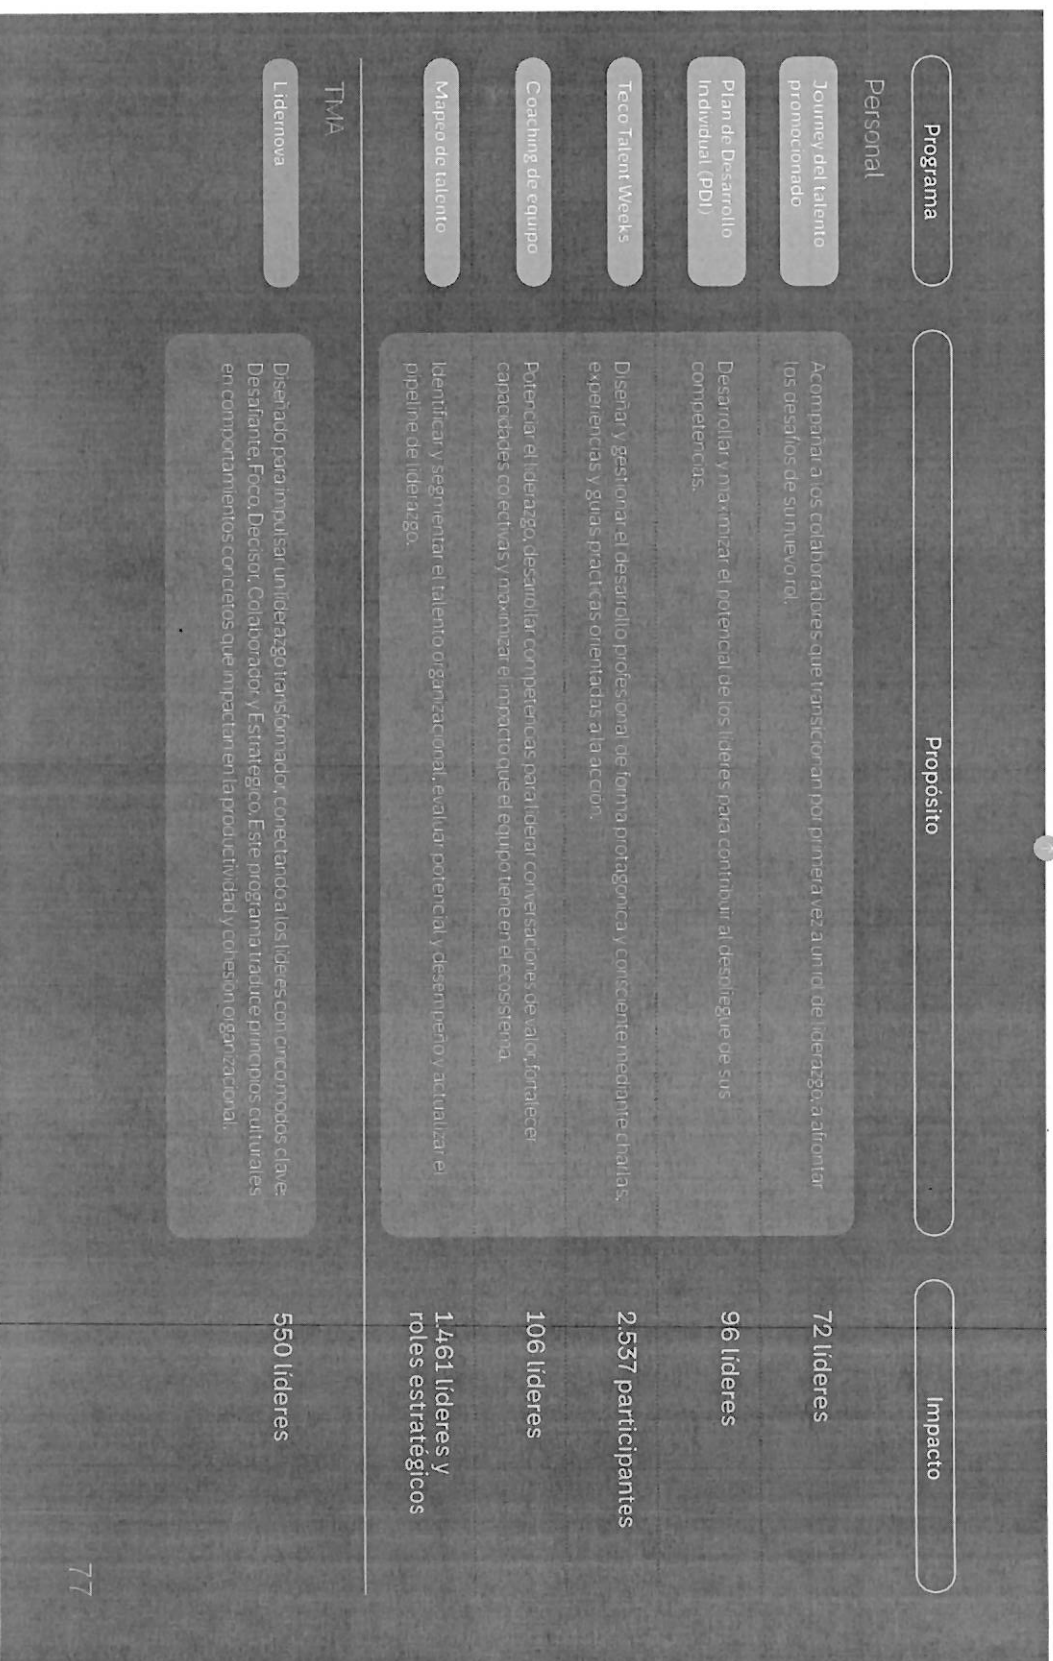 Programa
Propósito
Impacto
Personal
Journey del talento
promocionado
Acompañar a los colaboradores que transicionan por primera vez a un rol de liderazgo, a afrontar
los desafíos de su nuevo rol.
72 líderes
Plan de Desarrollo
Individual (PDI)
Desarrollar y maximizar el potencial de los líderes para contribuir al despliegue de sus
competencias.
96 líderes
Teco Talent Weeks
Diseñar y gestionar el desarrollo profesional de forma protagónica y consciente mediante charlas,
experiencias y guías prácticas orientadas a la acción.
2.537 participantes
Coaching de equipo
Potenciar el liderazgo, desarrollar competencias para liderar conversaciones de valor, fortalecer
capacidades colectivas y maximizar el impacto que el equipo tiene en el ecosistema.
106 líderes
Mapeo de talento
Identificar y segmentar el talento organizacional, evaluar potencial y desempeño y actualizar el
pipeline de liderazgo.
1.461 líderes y
roles estratégicos
TMA
Lidernova
Diseñado para impulsar un liderazgo transformador, conectando a los líderes con cinco modos clave:
Desafiante, Foco, Decisor, Colaborador y Estratégico. Este programa traduce principios culturales
en comportamientos concretos que impactan en la productividad y cohesión organizacional.
550 líderes
77